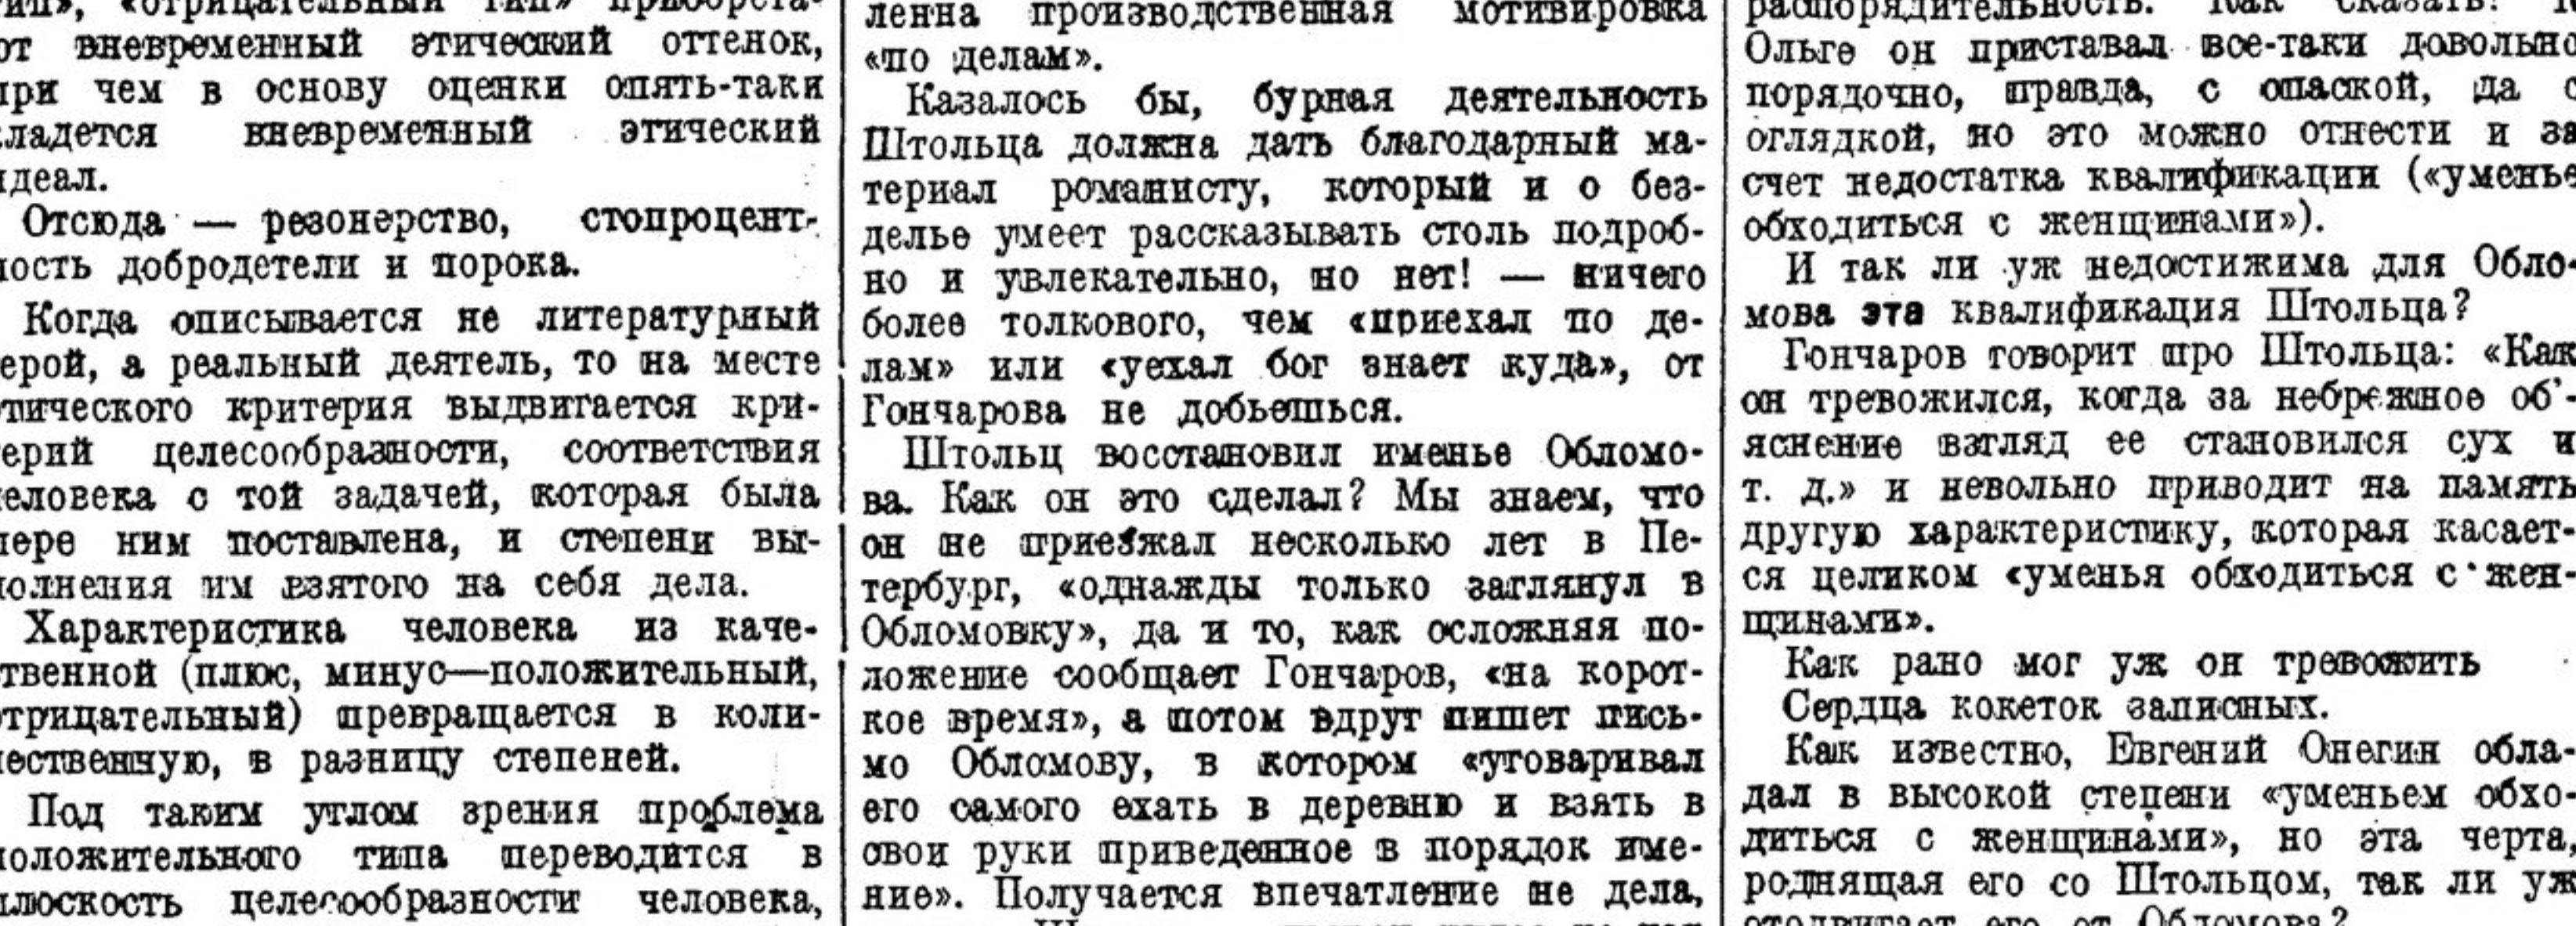 «отрицательный тип» приобрета-
от вневременный этический оттенок,
при чем в основу оценки опять-таки
кладется вневременный этический
идеал.
Отсюда — резонерство, стопроцент-
ность добродетели и порока.
Когда описывается не литературный
герой, а реальный деятель, то на месте
этического критерия выдвигается кри-
терий целесообразности, соответствия
человека с той задачей, которая была
пере ним поставлена, и степени вы-
полнения им взятого на себя дела.
Характеристика человека из каче-
ственной (плюс, минус—положительный,
отрицательный) превращается в коли-
чественную, в разницу степеней.
Под таким углом зрения проблема
положительного типа переводится в
плоскость целесообразности человека,
ленна производственная мотивировка
«по делам».
Казалось бы, бурная деятельность
Штольца должна дать благодарный ма-
териал романисту, который и о без-
делье умеет рассказывать столь подроб-
но и увлекательно, но нет! — ничего
более толкового, чем «приехал по де-
лам» или «уехал бог знает куда», от
Гончарова не добьешься.
Штольц восстановил именье Обломо-
ва. Как он это сделал? Мы знаем, что
он не приезжал несколько лет в Пе-
тербург, «однажды только заглянул в
Обломовку», да и то, как осложняя по-
ложение сообщает Гончаров, «на корот-
кое время», а потом вдруг пишет пись-
мо Обломову, в котором «уговаривал
его самого ехать в деревню и взять в
свои руки приведенное в порядок име-
ние». Получается впечатление не дела,
распорядительность. Как сказать?
Ольге он приставал все-таки довольно
порядочно, правда, с опаской, да с
оглядкой, но это можно отнести и за
счет недостатка квалификации («уменье
обходиться с женщинами»).
И так ли уж недостижима для Обло-
мова эта квалификация Штольца?
Гончаров говорит про Штольца: «Как
он тревожился, когда за небрежное об'-
яснение взгляд ее становился сух и
т. д.» и невольно приводит на память
другую характеристику, которая касает-
ся целиком «уменья обходиться с жен-
щинами».
Как рано мог уж он тревожить
Сердца кокеток записных.
Как известно, Евгений Онегин обла-
дал в высокой степени «уменьем обхо-
диться с женщинами», но эта черта,
роднящая его со Штольцом, так ли уж
отодвигает его от Обломова?